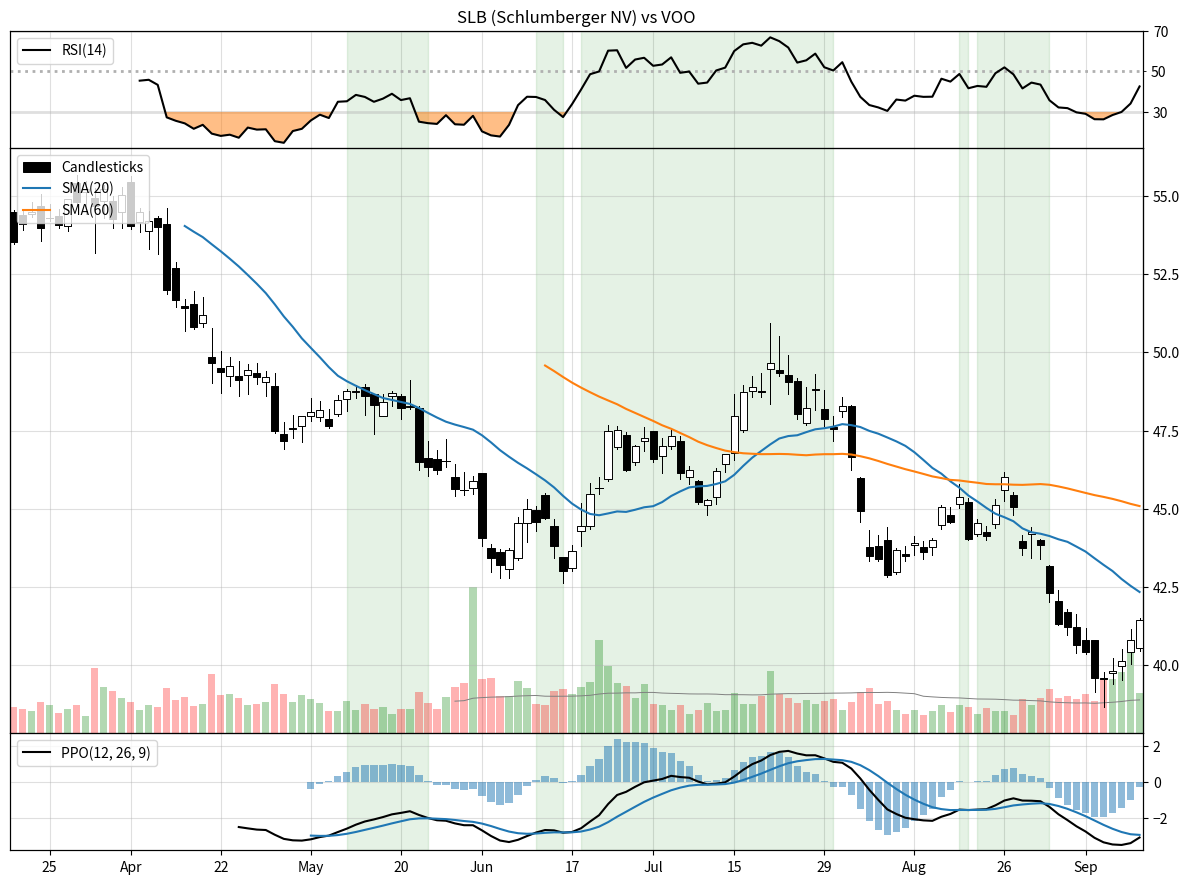 SLB (Schlumberger NV) vs VOO
RSI(14)
70
50
30
Candlesticks
SMA(20)
SMA(60)
55.0
52.5
50.0
47.5
45.0
42.5
40.0
PPO(12, 26, 9)
2
0
−2
25 Apr 22 May 20 Jun 17 Jul 15 29 Aug 26 Sep